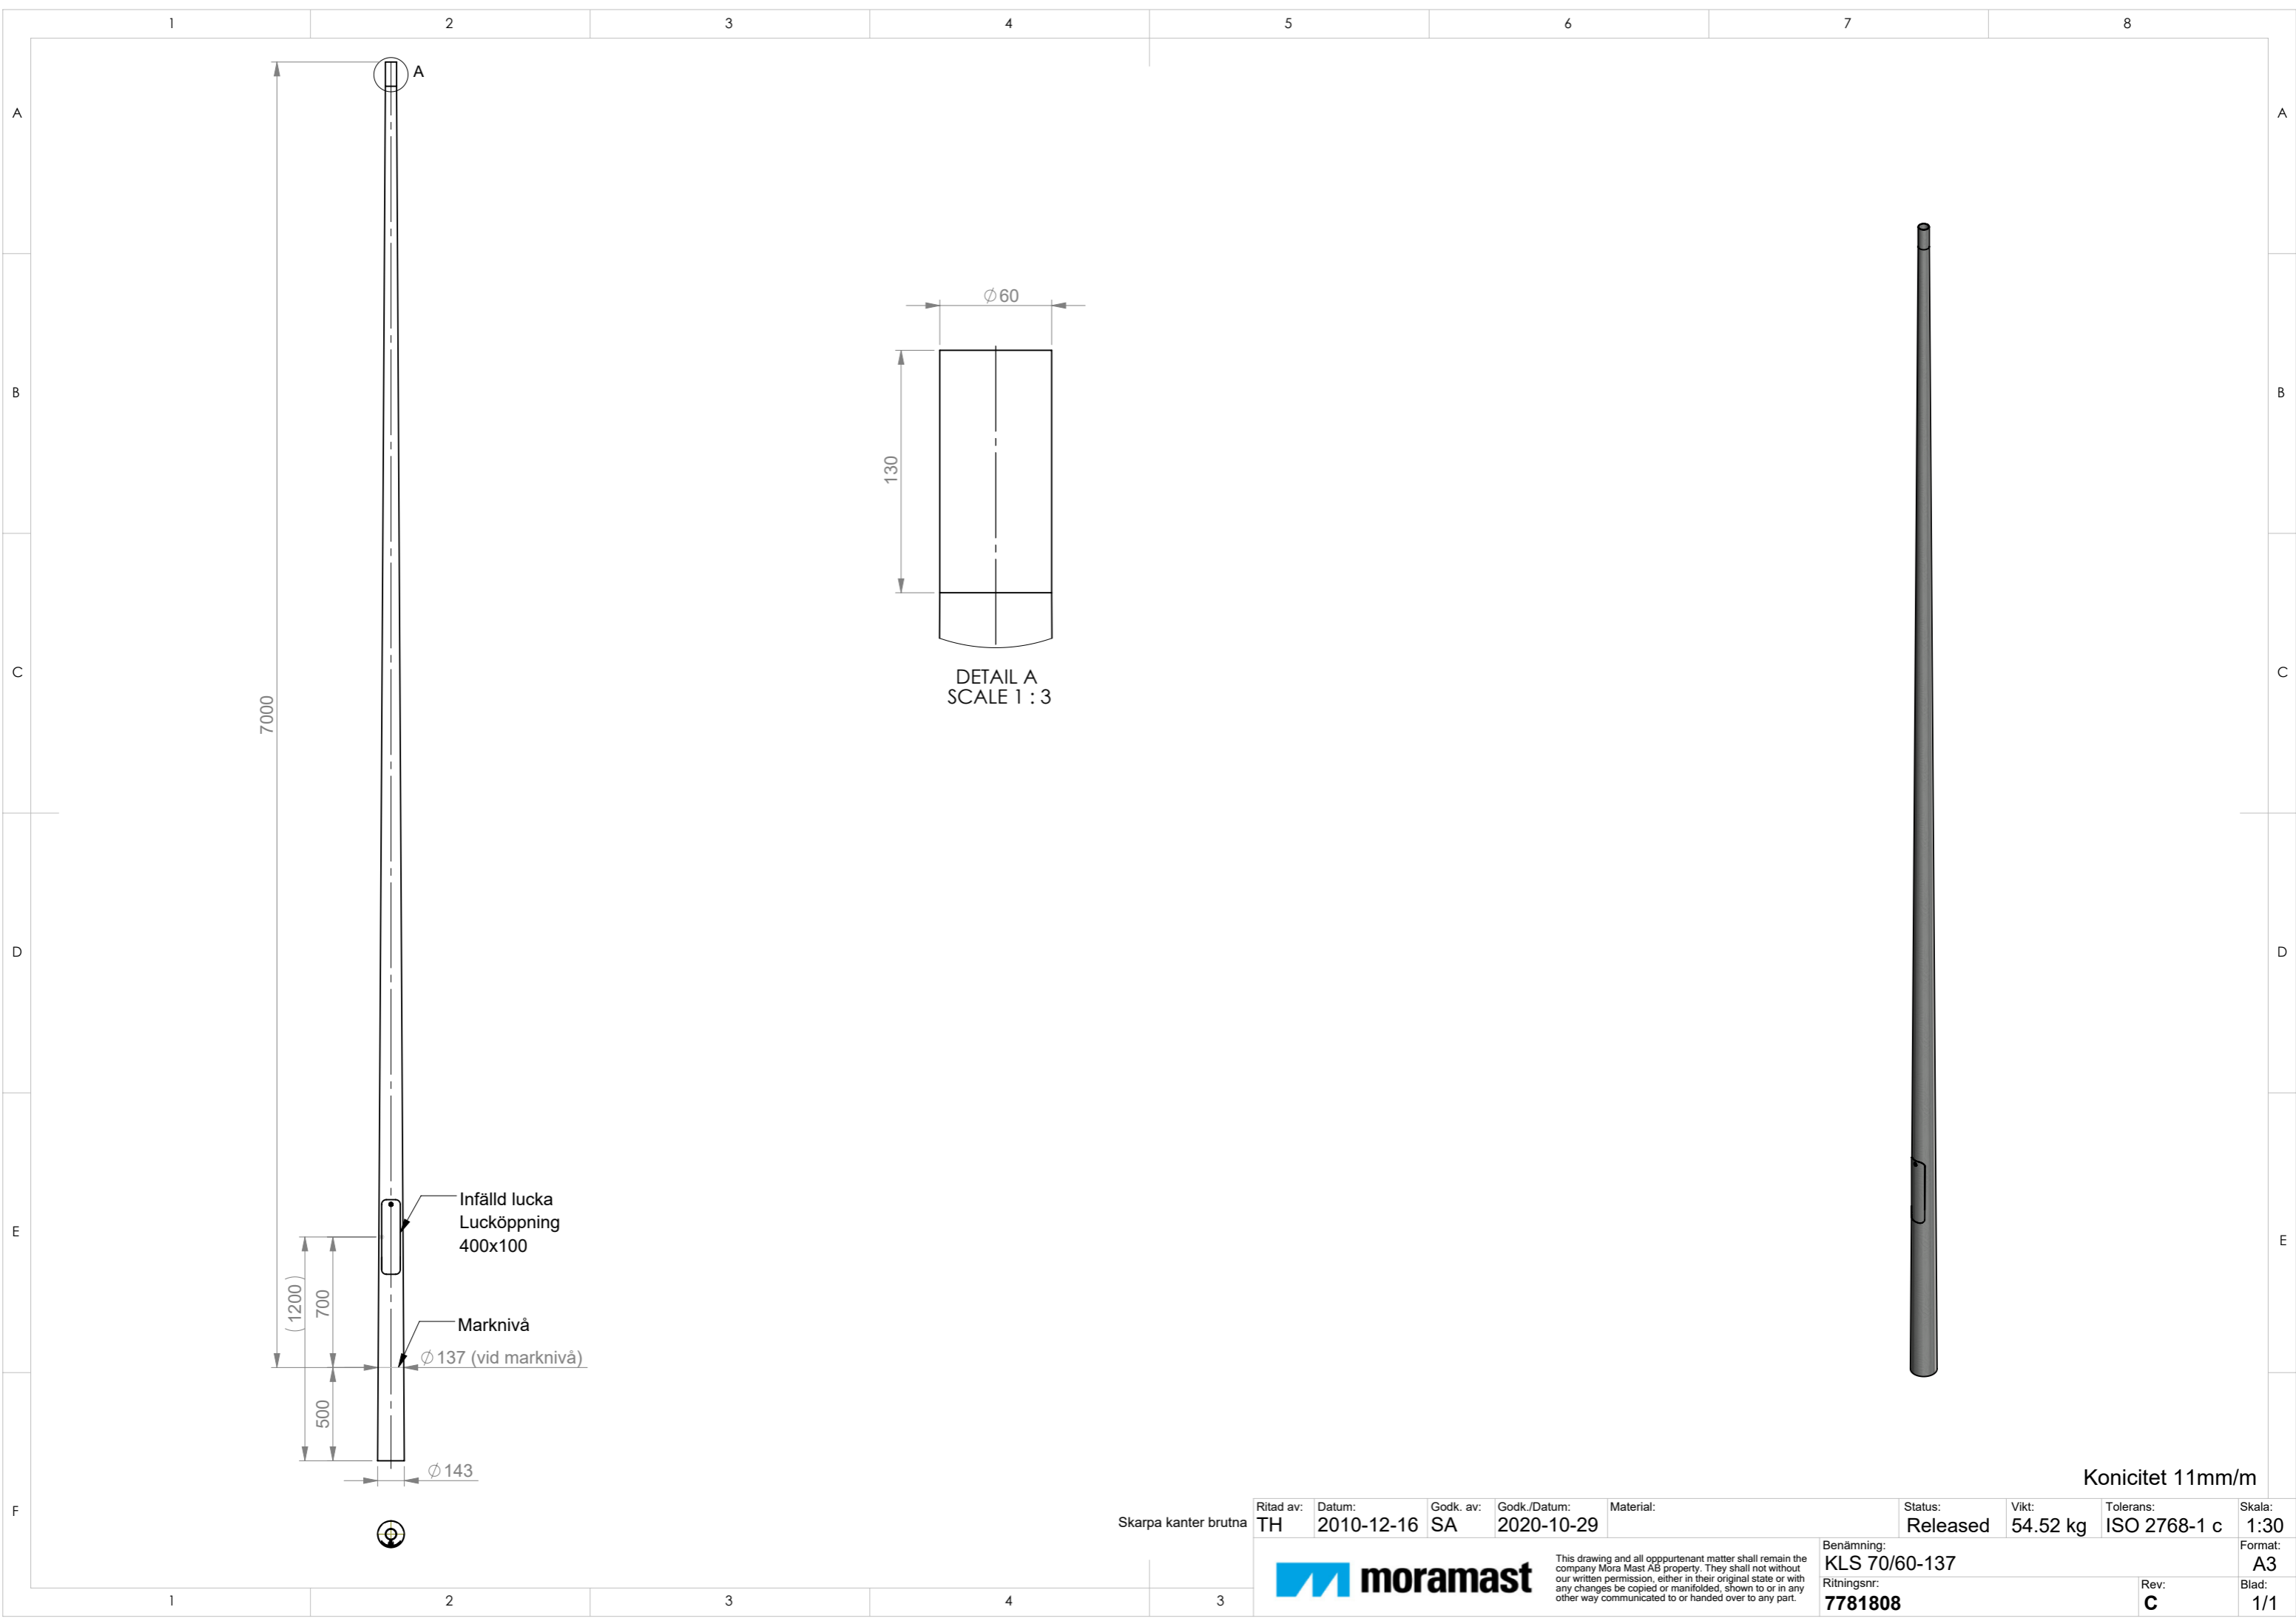 1 2 3 4 5 6 7 8
A A
B B
C C
D D
E E
F
A
7000
Ø60
130
DETAIL A
SCALE 1 : 3
Infälld lucka
Lucköppning
400x100
(1200)
700
Marknivå
Ø137 (vid marknivå)
500
Ø143
Konicitet 11mm/m
Skarpa kanter brutna
Ritad av: Datum: Godk. av: Godk./Datum: Material: Status: Vikt: Tolerans: Skala:
TH 2010-12-16 SA 2020-10-29 Released 54.52 kg ISO 2768-1 c 1:30
moramast
This drawing and all oppurtenant matter shall remain the
company Mora Mast AB property. They shall not without
our written permission, either in their original state or with
any changes be copied or manifolded, shown to or in any
other way communicated to or handed over to any part.
Benämning:
KLS 70/60-137
Format:
A3
Ritningsnr:
7781808
Rev:
C
Blad:
1/1
1 2 3 4 3